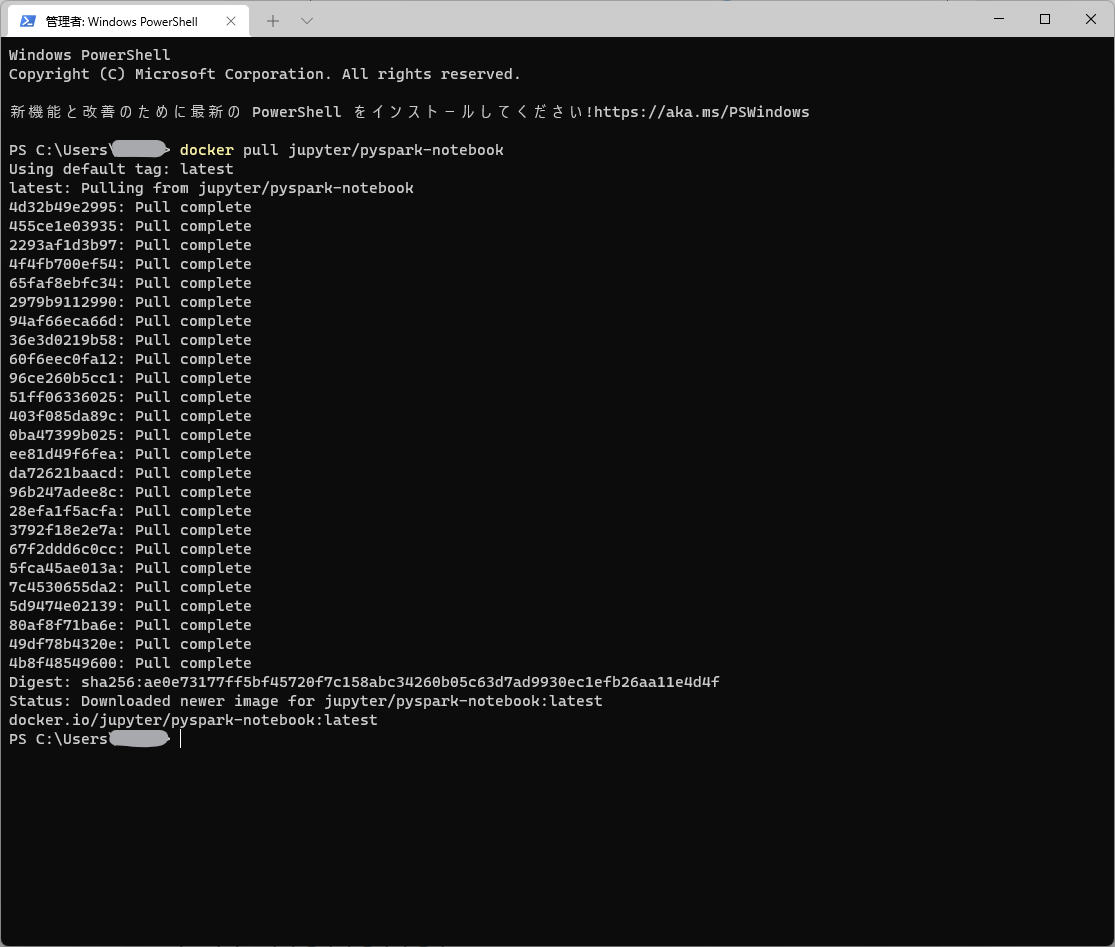 管理者: Windows PowerShell
Windows PowerShell
Copyright (C) Microsoft Corporation. All rights reserved.
新機能と改善のために最新の PowerShell をインストールしてください!https://aka.ms/PSWindows
PS C:\Users\ > docker pull jupyter/pyspark-notebook
Using default tag: latest
latest: Pulling from jupyter/pyspark-notebook
4d32b49e2995: Pull complete
455ce1e03935: Pull complete
2293af1d3b97: Pull complete
4f4fb700ef54: Pull complete
65faf8ebfc34: Pull complete
2979b9112990: Pull complete
94af66eca66d: Pull complete
36e3d0219b58: Pull complete
60f6eec0fa12: Pull complete
96ce260b5cc1: Pull complete
51ff06336025: Pull complete
403f085da89c: Pull complete
0ba47399b025: Pull complete
ee81d49f6fea: Pull complete
da72621baacd: Pull complete
96b247adee8c: Pull complete
28efa1f5acfa: Pull complete
3792f18e2e7a: Pull complete
67f2ddd6c0cc: Pull complete
5fca45ae013a: Pull complete
7c4530655da2: Pull complete
5d9474e02139: Pull complete
80af8f71ba6e: Pull complete
49df78b4320e: Pull complete
4b8f48549600: Pull complete
Digest: sha256:ae0e73177ff5bf45720f7c158abc34260b05c63d7ad9930ec1efb26aa11e4d4f
Status: Downloaded newer image for jupyter/pyspark-notebook:latest
docker.io/jupyter/pyspark-notebook:latest
PS C:\Users